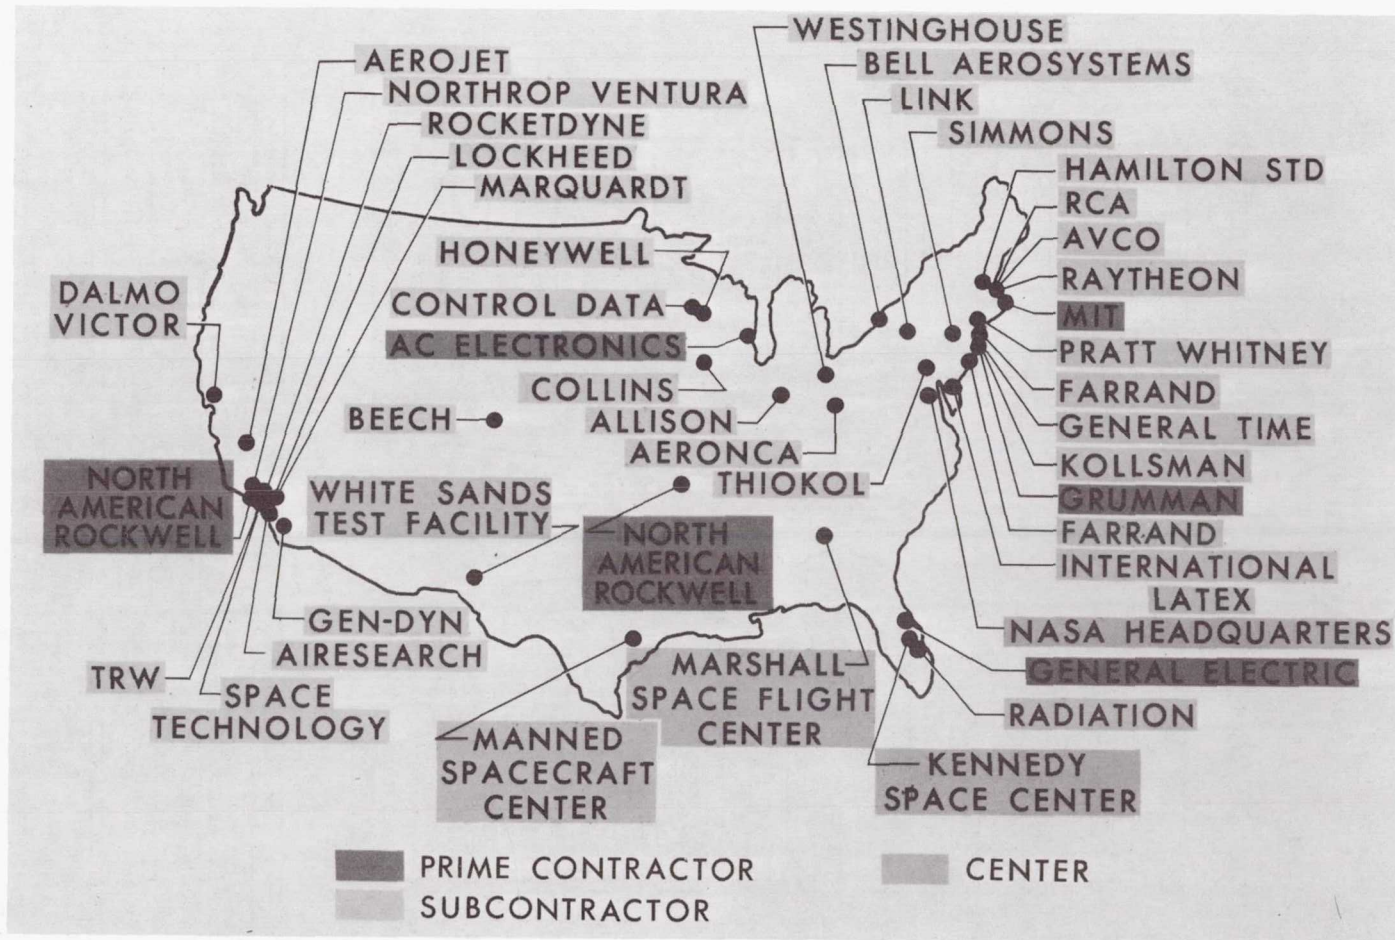 WESTINGHOUSE
BELL AEROSYSTEMS
LINK
SIMMONS
AEROJET
NORTHROP VENTURA
ROCKETDYNE
LOCKHEED
MARQUARDT
HAMILTON STD
RCA
AVCO
RAYTHEON
MIT
PRATT WHITNEY
FARRAND
GENERAL TIME
KOLLSMAN
GRUMMAN
FARRAND
INTERNATIONAL
LATEX
NASA HEADQUARTERS
GENERAL ELECTRIC
RADIATION
KENNEDY
SPACE CENTER
HONEYWELL
CONTROL DATA
AC ELECTRONICS
COLLINS
ALLISON
AERONCA
THIOKOL
BEECH
DALMO
VICTOR
NORTH
AMERICAN
ROCKWELL
WHITE SANDS
TEST FACILITY
NORTH
AMERICAN
ROCKWELL
GEN-DYN
AIRESEARCH
TRW
SPACE
TECHNOLOGY
MARSHALL
SPACE FLIGHT
CENTER
MANNED
SPACECRAFT
CENTER
PRIME CONTRACTOR
SUBCONTRACTOR
CENTER